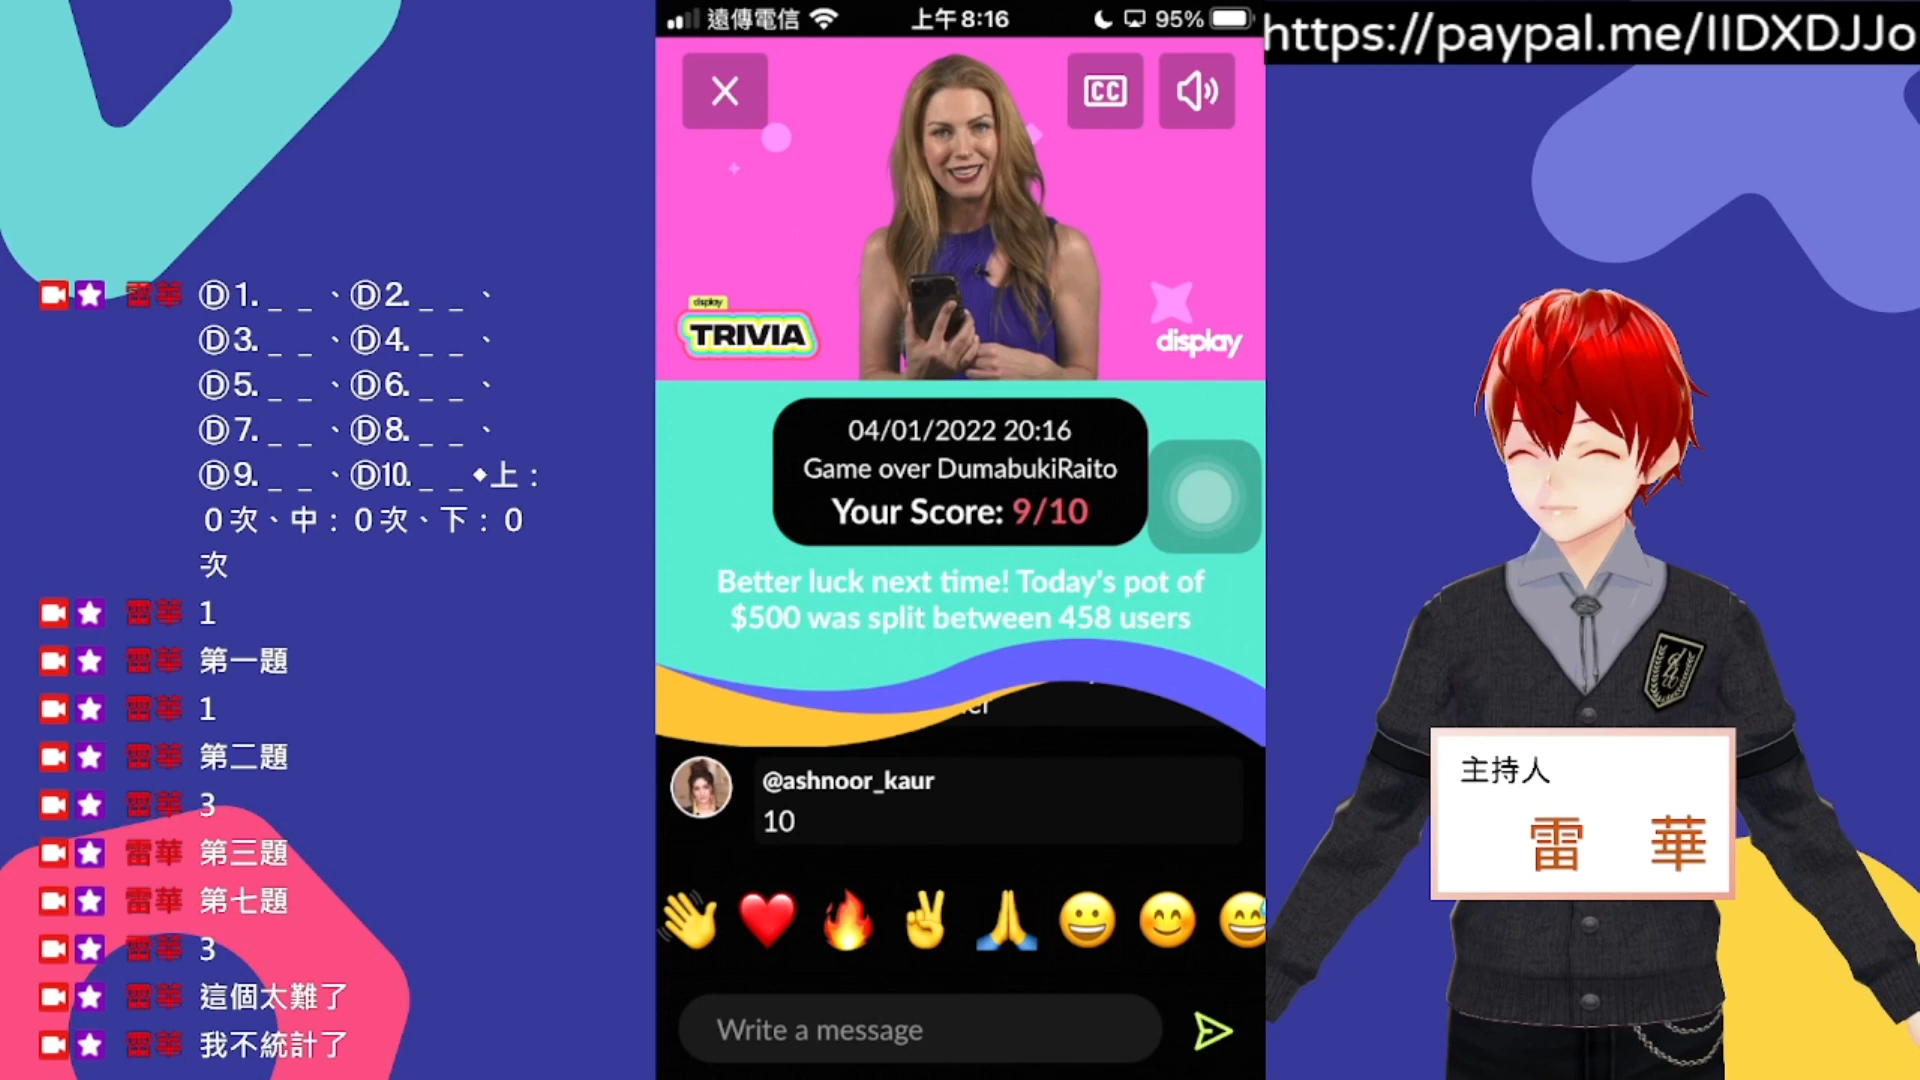 雷華 Ⓓ1._ _、Ⓓ2._ _、
Ⓓ3._ _、Ⓓ4._ _、
Ⓓ5._ _、Ⓓ6._ _、
Ⓓ7._ _、Ⓓ8._ _、
Ⓓ9._ _、Ⓓ10._ _◆上：
0次、中：0次、下：0
次
雷華 1
雷華 第一題
雷華 1
雷華 第二題
雷華 3
雷華 第三題
雷華 第七題
雷華 3
雷華 這個太難了
雷華 我不統計了
遠傳電信 上午8:16 95%
CC
display
TRIVIA
display
04/01/2022 20:16
Game over DumabukiRaito
Your Score: 9/10
Better luck next time! Today's pot of
$500 was split between 458 users
@ashnoor_kaur
10
Write a message
https://paypal.me/IIDXDJJo
主持人
雷 華